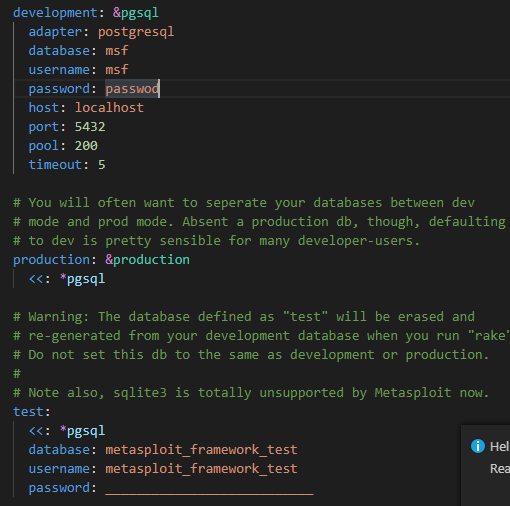 development: &pgsql
  adapter: postgresql
  database: msf
  username: msf
  password: passwod
  host: localhost
  port: 5432
  pool: 200
  timeout: 5
# You will often want to seperate your databases between dev
# mode and prod mode. Absent a production db, though, defaulting
# to dev is pretty sensible for many developer-users.
production: &production
  <<: *pgsql
# Warning: The database defined as "test" will be erased and
# re-generated from your development database when you run "rake"
# Do not set this db to the same as development or production.
#
# Note also, sqlite3 is totally unsupported by Metasploit now.
test:
  <<: *pgsql
  database: metasploit_framework_test
  username: metasploit_framework_test
  password: ___________________________
Hel
Rea